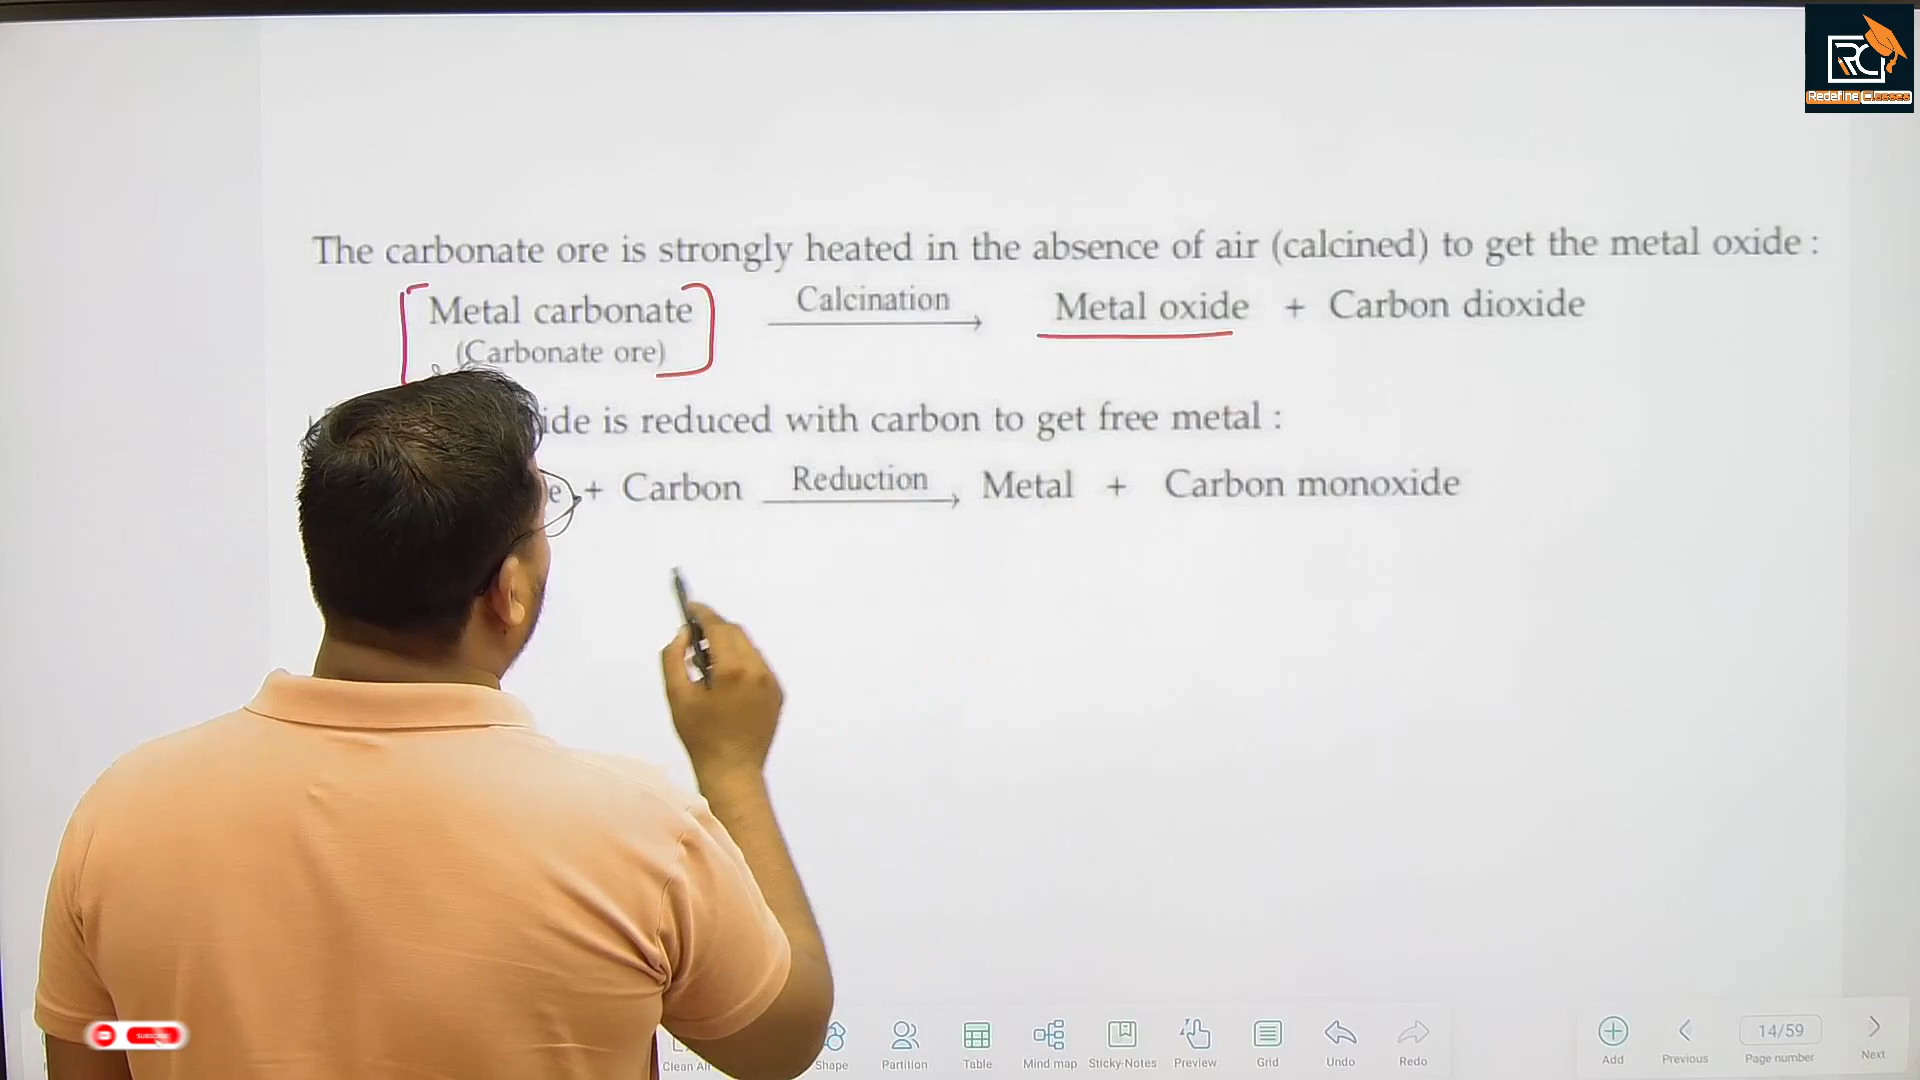 Redefine Classes
The carbonate ore is strongly heated in the absence of air (calcined) to get the metal oxide :
Metal carbonate Calcination Metal oxide + Carbon dioxide
(Carbonate ore)
ide is reduced with carbon to get free metal :
e + Carbon Reduction Metal + Carbon monoxide
SUBSCRIBE
Clean All Shape Partition Table Mind map Sticky-Notes Preview Grid Undo Redo Add Previous 14/59 Page number Next